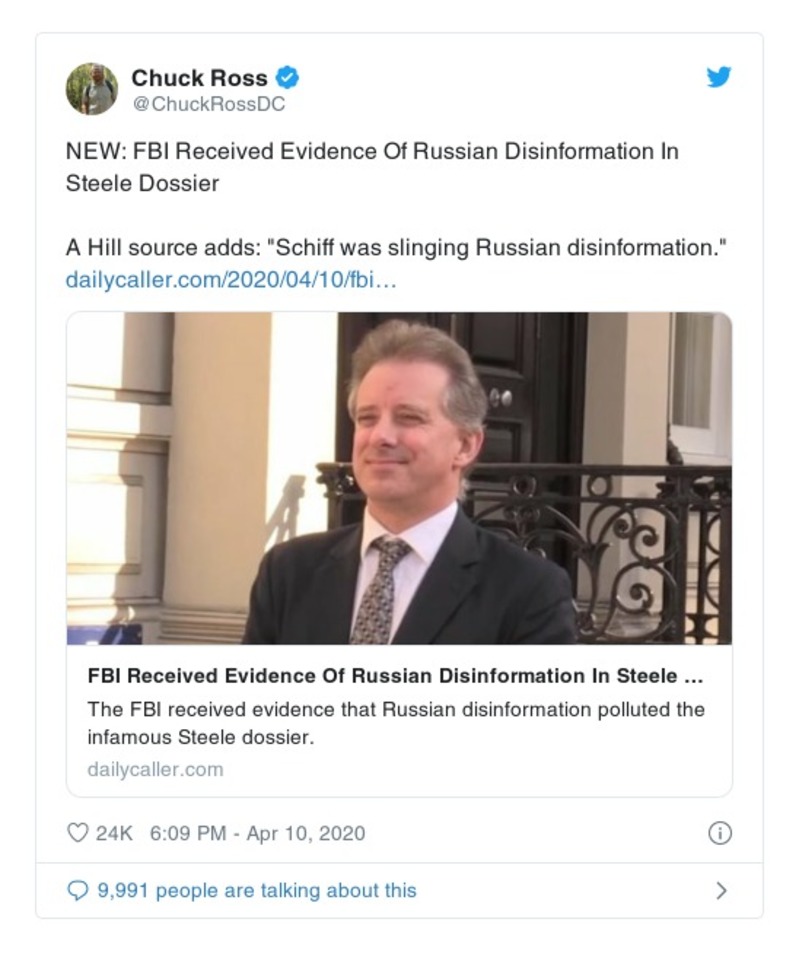 Chuck Ross
@ChuckRossDC
NEW: FBI Received Evidence Of Russian Disinformation In
Steele Dossier
A Hill source adds: "Schiff was slinging Russian disinformation."
dailycaller.com/2020/04/10/fbi…
FBI Received Evidence Of Russian Disinformation In Steele ...
The FBI received evidence that Russian disinformation polluted the
infamous Steele dossier.
dailycaller.com
24K 6:09 PM - Apr 10, 2020
9,991 people are talking about this